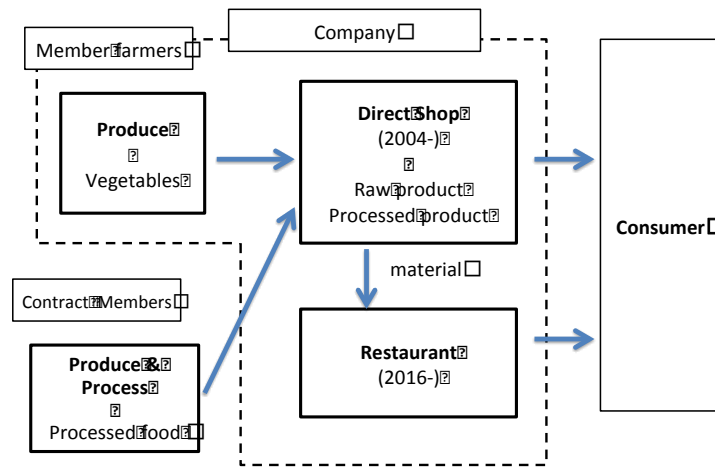 Company
Member farmers
Produce
Vegetables
Direct Shop
(2004-)
Raw product
Processed product
material
Consumer
Contract Members
Produce &
Process
Processed food
Restaurant
(2016-)